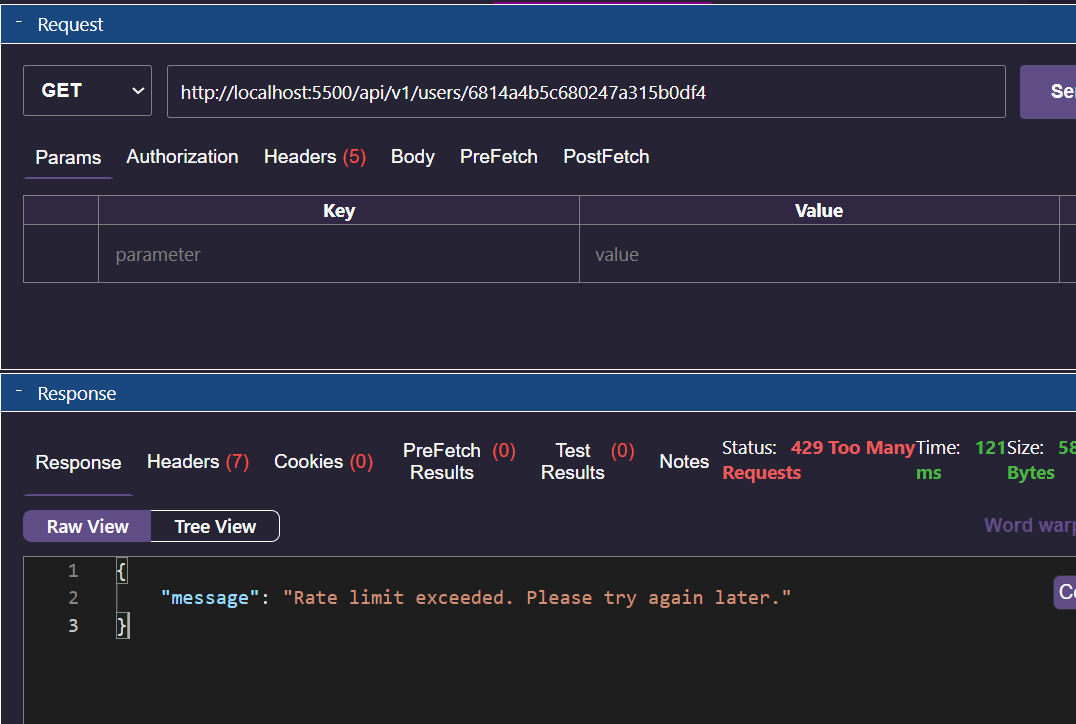 - Request
GET http://localhost:5500/api/v1/users/6814a4b5c680247a315b0df4 Se
Params Authorization Headers (5) Body PreFetch PostFetch
Key Value
parameter value
- Response
Response Headers (7) Cookies (0) PreFetch Results (0) Test Results (0) Notes Status: 429 Too Many Requests Time: 121 ms Size: 58 Bytes
Raw View Tree View Word warp
1 {
2 "message": "Rate limit exceeded. Please try again later."
3 }
Co